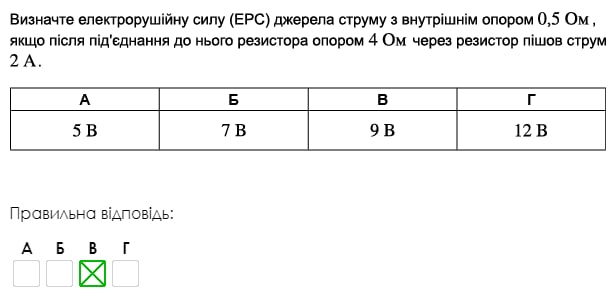 Визначте електрорушійну силу (ЕРС) джерела струму з внутрішнім опором 0,5 Ом ,
якщо після під'єднання до нього резистора опором 4 Ом через резистор пішов струм
2 А.
А Б В Г
5 В 7 В 9 В 12 В
Правильна відповідь:
А Б В Г